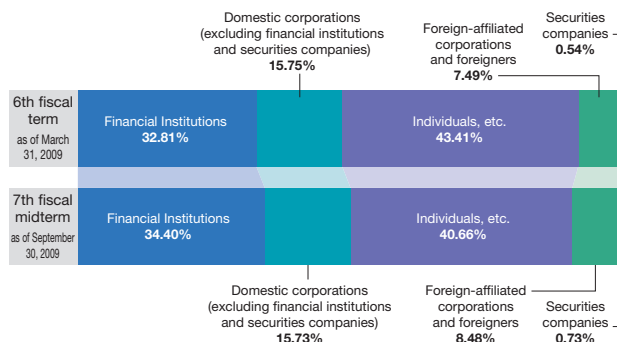 Domestic corporations
(excluding financial institutions
and securities companies)
15.75%
Foreign-affiliated
corporations
and foreigners
7.49%
Securities
companies
0.54%
6th fiscal
term
as of March
31, 2009
Financial Institutions
32.81%
Individuals, etc.
43.41%
7th fiscal
midterm
as of September
30, 2009
Financial Institutions
34.40%
Individuals, etc.
40.66%
Domestic corporations
(excluding financial institutions
and securities companies)
15.73%
Foreign-affiliated
corporations
and foreigners
8.48%
Securities
companies
0.73%